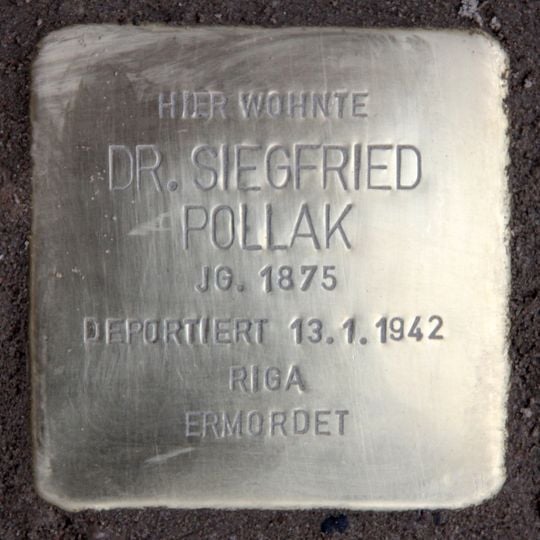 HIER WOHNTE
DR. SIEGFRIED
POLLAK
JG. 1875
DEPORTIERT 13.1.1942
RIGA
ERMORDET